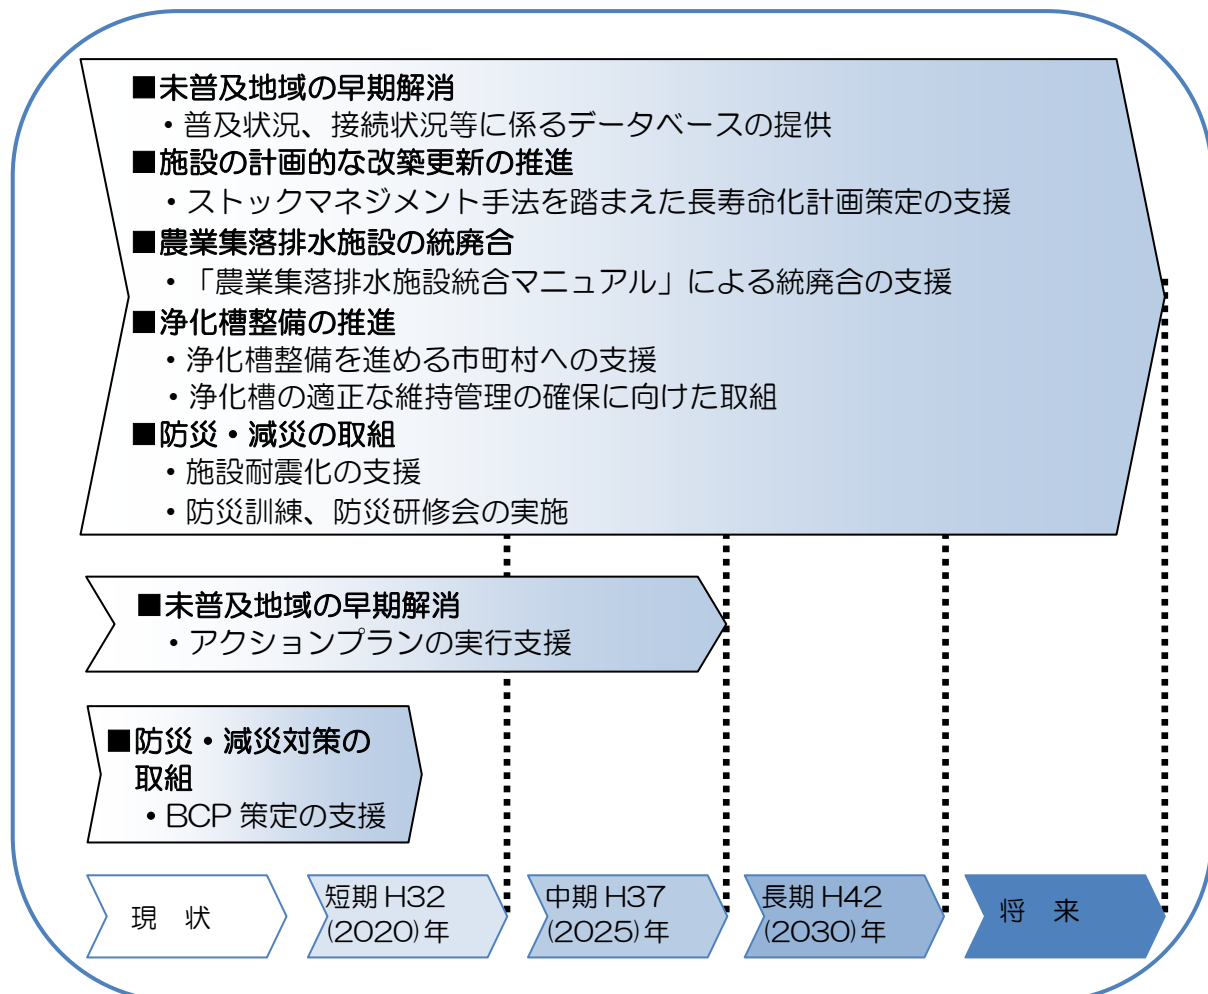 ■未普及地域の早期解消
・普及状況、接続状況等に係るデータベースの提供
■施設の計画的な改築更新の推進
・ストックマネジメント手法を踏まえた長寿命化計画策定の支援
■農業集落排水施設の統廃合
・「農業集落排水施設統合マニュアル」による統廃合の支援
■浄化槽整備の推進
・浄化槽整備を進める市町村への支援
・浄化槽の適正な維持管理の確保に向けた取組
■防災・減災の取組
・施設耐震化の支援
・防災訓練、防災研修会の実施
■未普及地域の早期解消
・アクションプランの実行支援
■防災・減災対策の
取組
・BCP 策定の支援
現　状
短期 H32
(2020)年
中期 H37
(2025)年
長期 H42
(2030)年
将　来